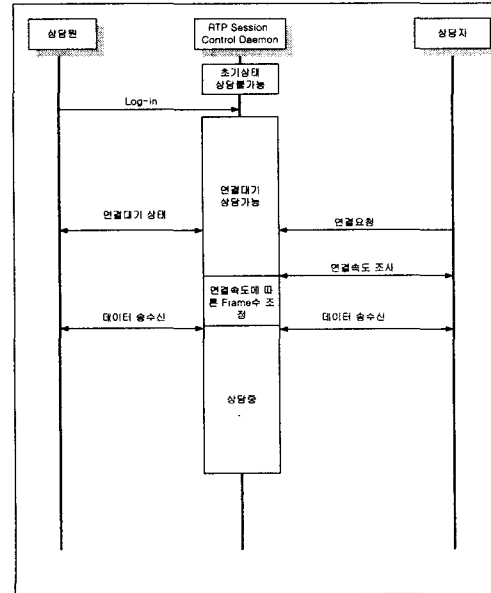 상담원
RTP Session
Control Daemon
상담자
초기상태
상담불가능
Log-in
연결대기
상담가능
연결대기 상태
연결요청
연결속도 조사
연결속도에 따
른 Frame수 조
정
데이터 송수신
데이터 송수신
상담중